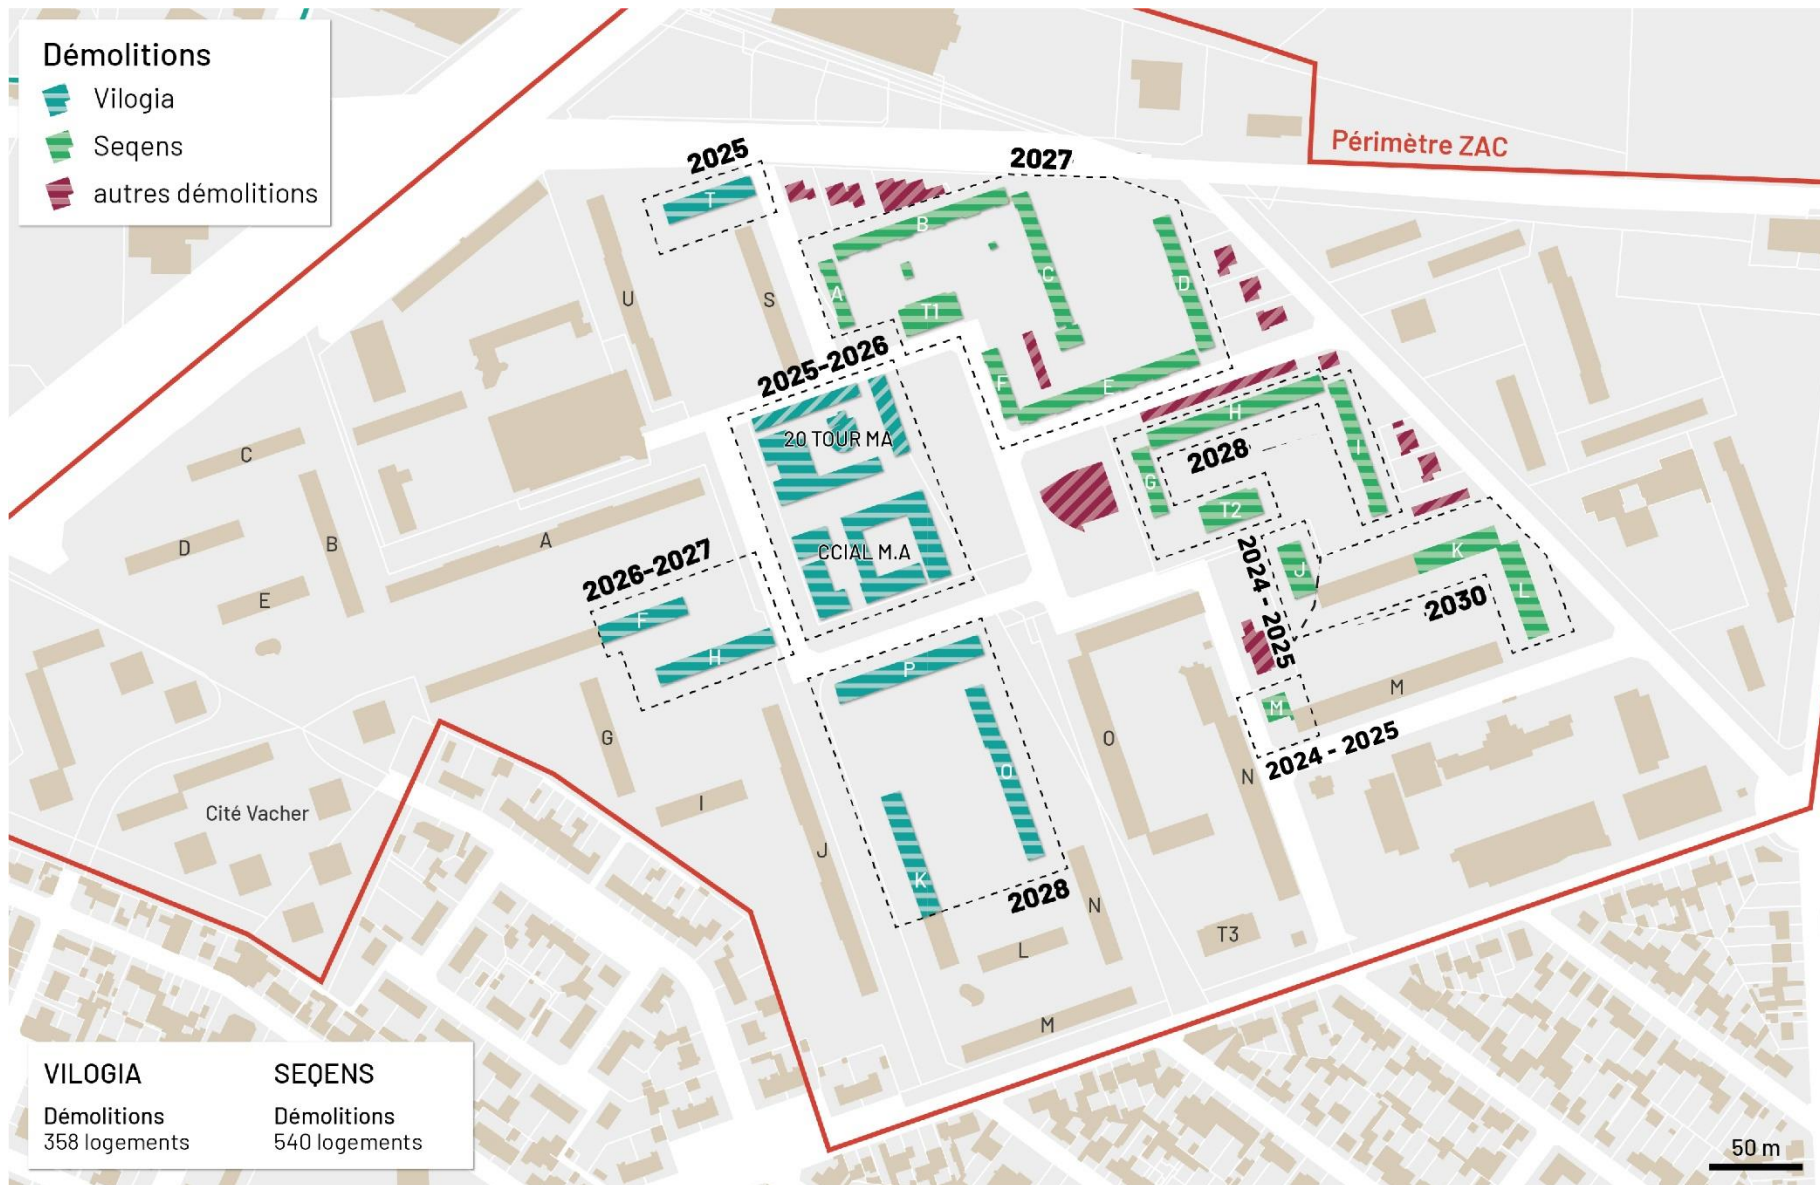 Démolitions
Vilogia
Seqens
autres démolitions
Périmètre ZAC
2025
2027
T
B
A
T1
C
D
U
S
2025-2026
F
E
H
20 TOUR MA
2028
I
G
T2
C
D
B
A
E
CCIAL M.A
2026-2027
F
H
2024 - 2025
J
K
L
2030
P
M
M
2024 - 2025
G
O
O
N
I
J
K
2028
N
L
T3
M
Cité Vacher
VILOGIA
Démolitions
358 logements
SEQENS
Démolitions
540 logements
50 m